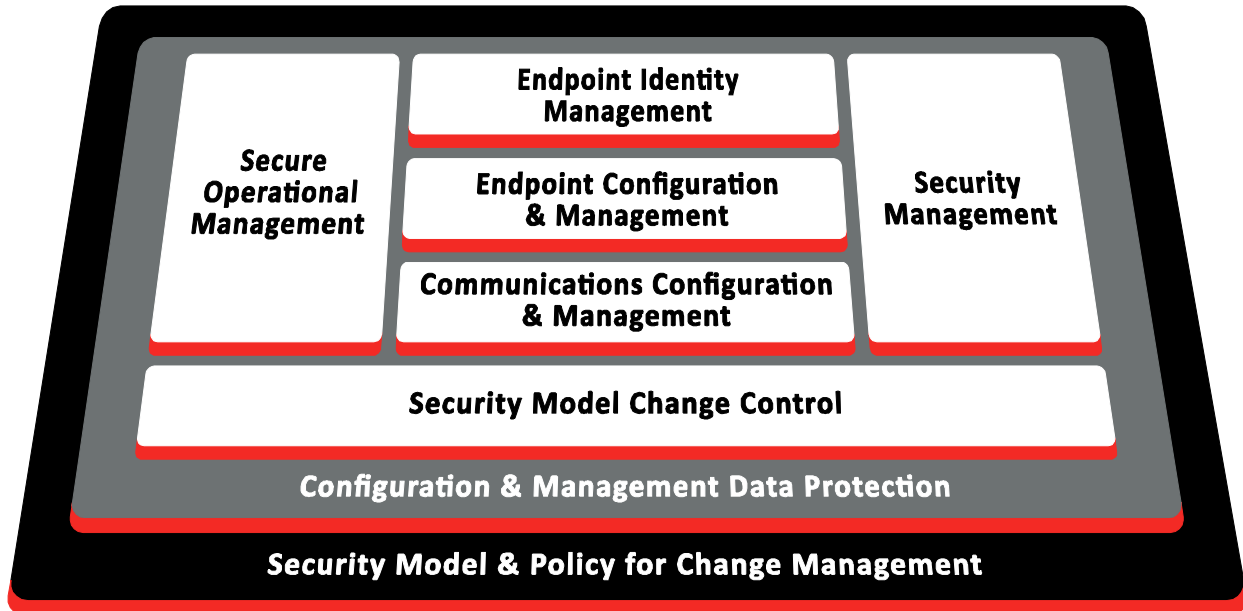 Endpoint Identity
Management
Secure
Operational
Management
Endpoint Configuration
& Management
Security
Management
Communications Configuration
& Management
Security Model Change Control
Configuration & Management Data Protection
Security Model & Policy for Change Management